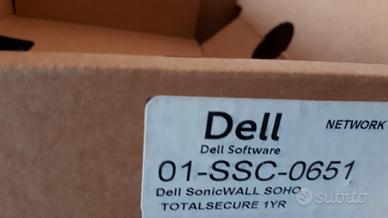 Dell
NETWORK
Dell Software
01-SSC-0651
Dell SonicWALL SOHO
TOTALSECURE 1YR
subito